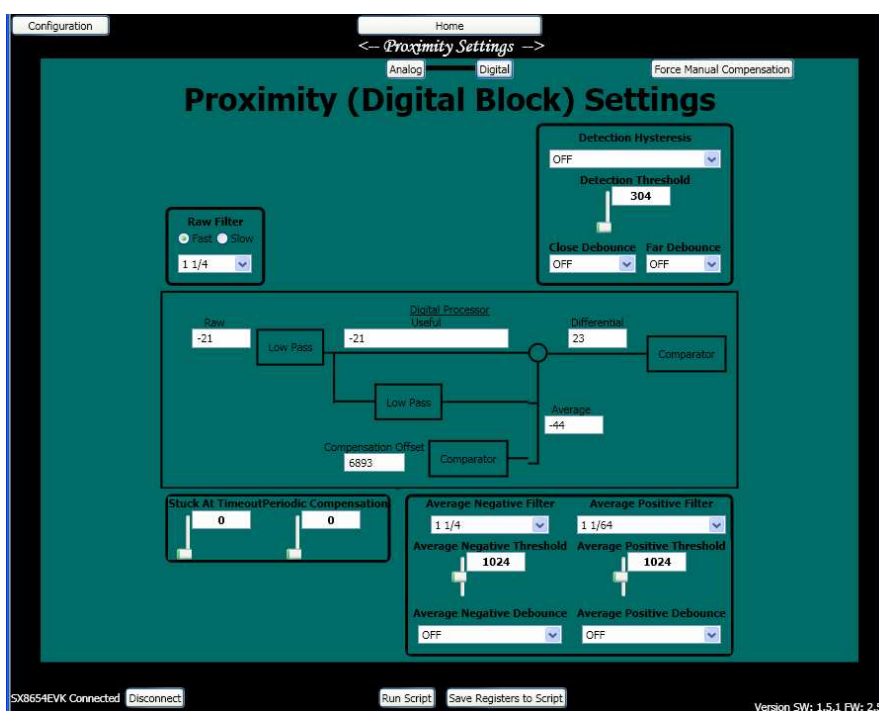 Configuration
Home
<-- Proximity Settings -->
Analog
Digital
Force Manual Compensation
Proximity (Digital Block) Settings
Detection Hysteresis
OFF
Detection Threshold
304
Close Debounce Far Debounce
OFF
OFF
Raw Filter
Fast Slow
1 1/4
Digital Processor
Raw
Useful
Differential
-21
-21
23
Low Pass
Comparator
Low Pass
Average
-44
Compensation Offset
6893
Comparator
Stuck At Timeout Periodic Compensation
0
0
Average Negative Filter
Average Positive Filter
1 1/4
1 1/64
Average Negative Threshold
Average Positive Threshold
1024
1024
Average Negative Debounce
Average Positive Debounce
OFF
OFF
SX8654EVK Connected
Disconnect
Run Script
Save Registers to Script
Version SW: 1.5.1 FW: 2.5